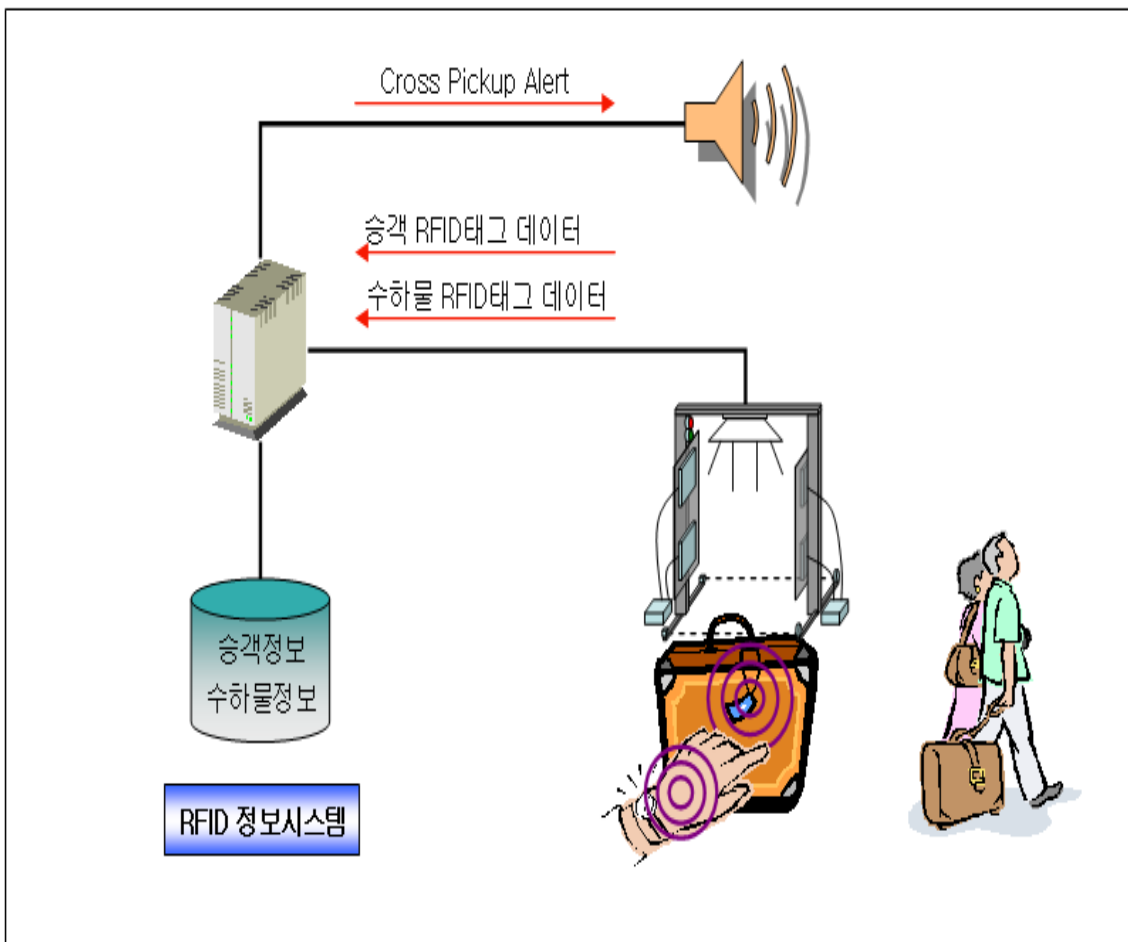 Cross Pickup Alert
승객 RFID태그 데이터
수하물 RFID태그 데이터
승객정보
수하물정보
RFID 정보시스템